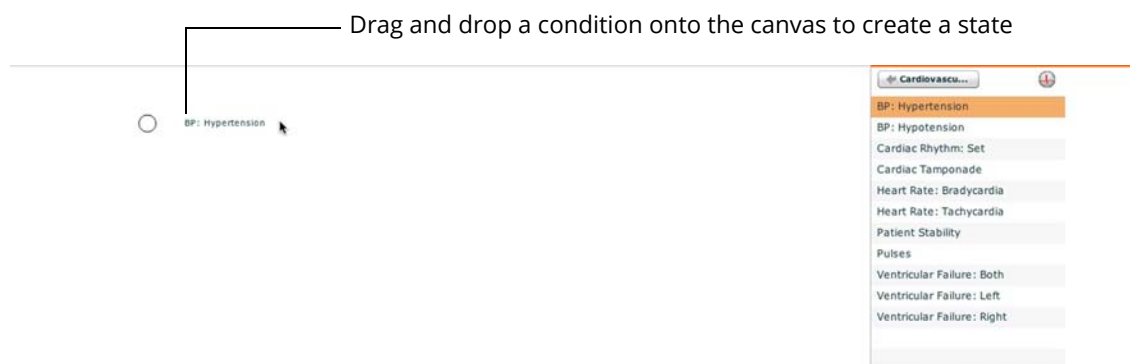 Drag and drop a condition onto the canvas to create a state
Cardiovascu...
BP: Hypertension
BP: Hypertension
BP: Hypotension
Cardiac Rhythm: Set
Cardiac Tamponade
Heart Rate: Bradycardia
Heart Rate: Tachycardia
Patient Stability
Pulses
Ventricular Failure: Both
Ventricular Failure: Left
Ventricular Failure: Right